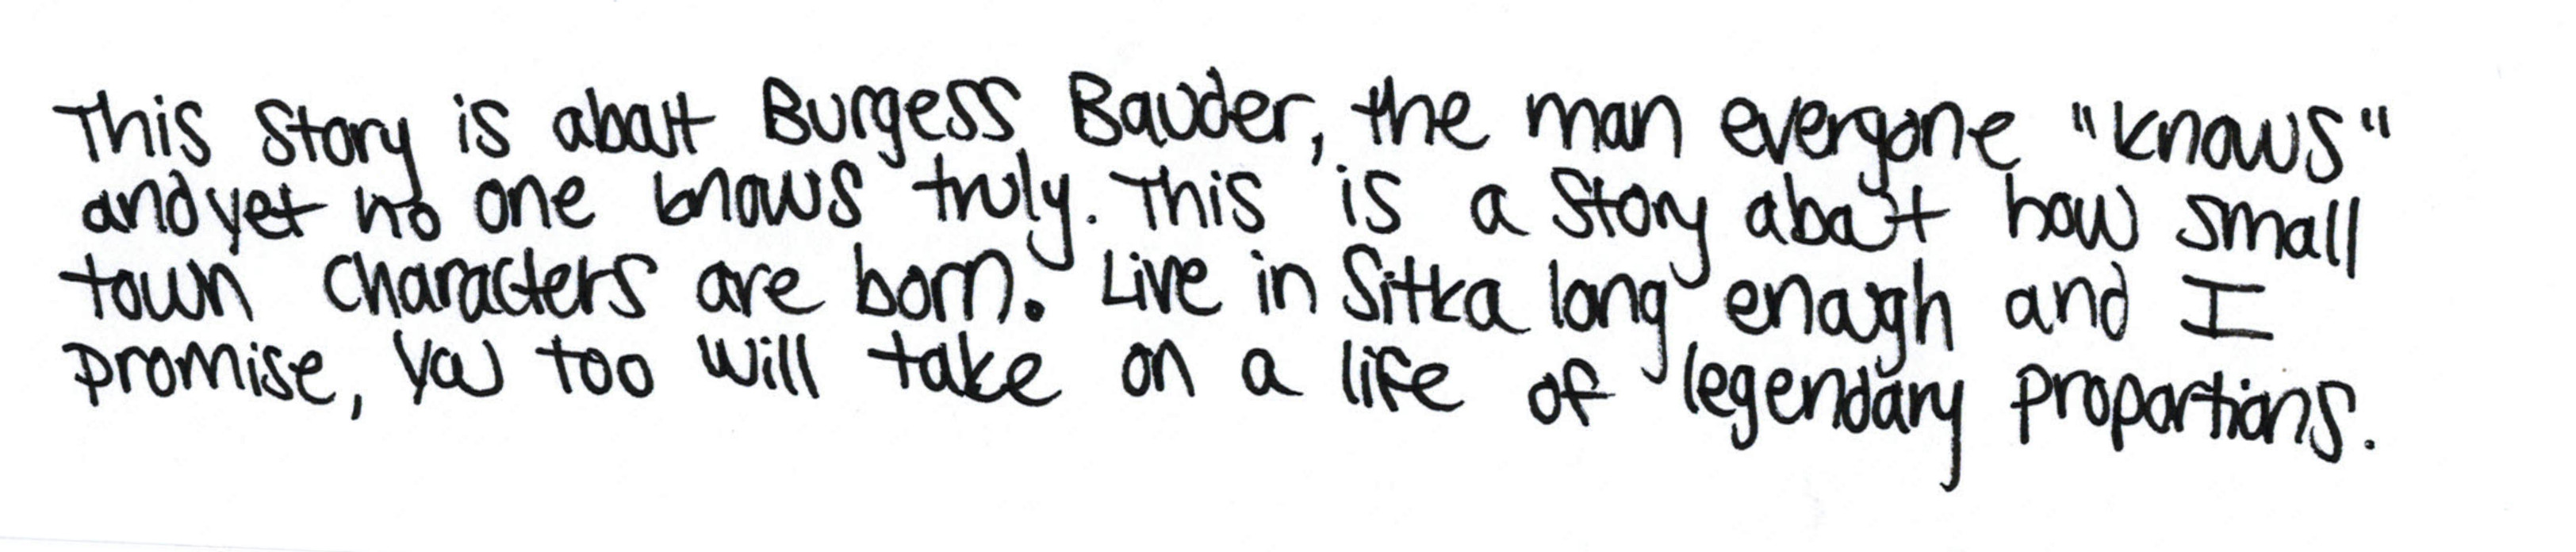 This story is about Burgess Bauder, the man everyone "knows"
and yet no one knows truly. This is a story about how small
town characters are born. Live in Sitka long enough and I
promise, you too will take on a life of legendary proportions.